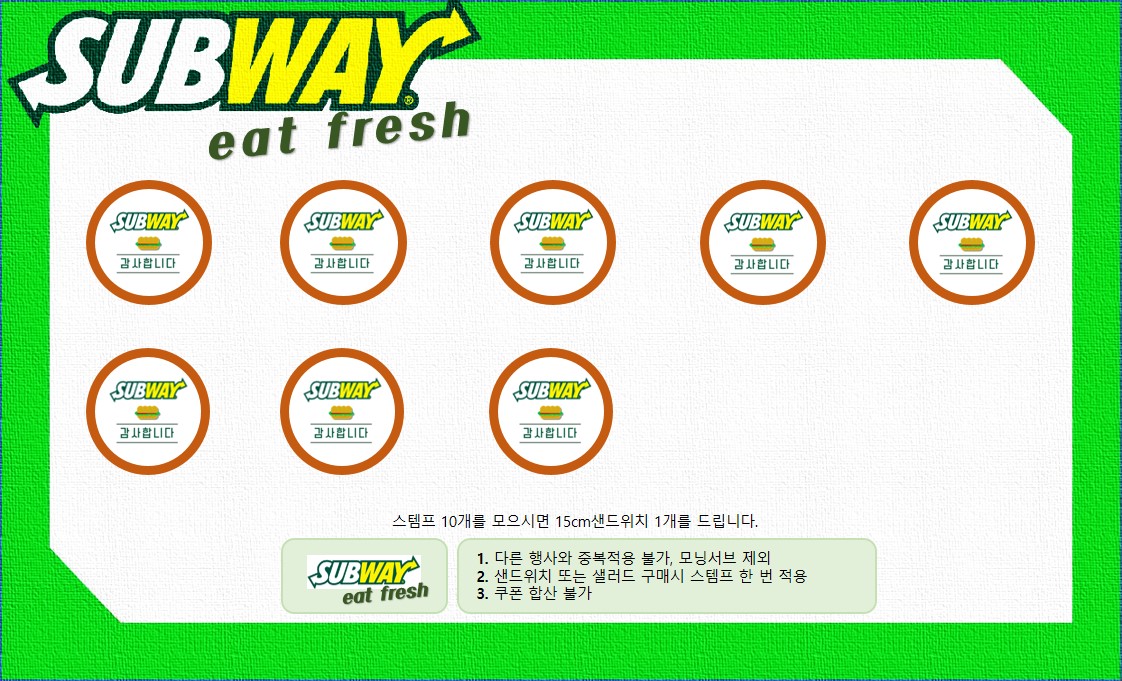 SUBWAY
eat fresh
SUBWAY
감사합니다
SUBWAY
감사합니다
SUBWAY
감사합니다
SUBWAY
감사합니다
SUBWAY
감사합니다
SUBWAY
감사합니다
SUBWAY
감사합니다
SUBWAY
감사합니다
스템프 10개를 모으시면 15cm샌드위치 1개를 드립니다.
SUBWAY
eat fresh
1. 다른 행사와 중복적용 불가, 모닝서브 제외
2. 샌드위치 또는 샐러드 구매시 스템프 한 번 적용
3. 쿠폰 합산 불가